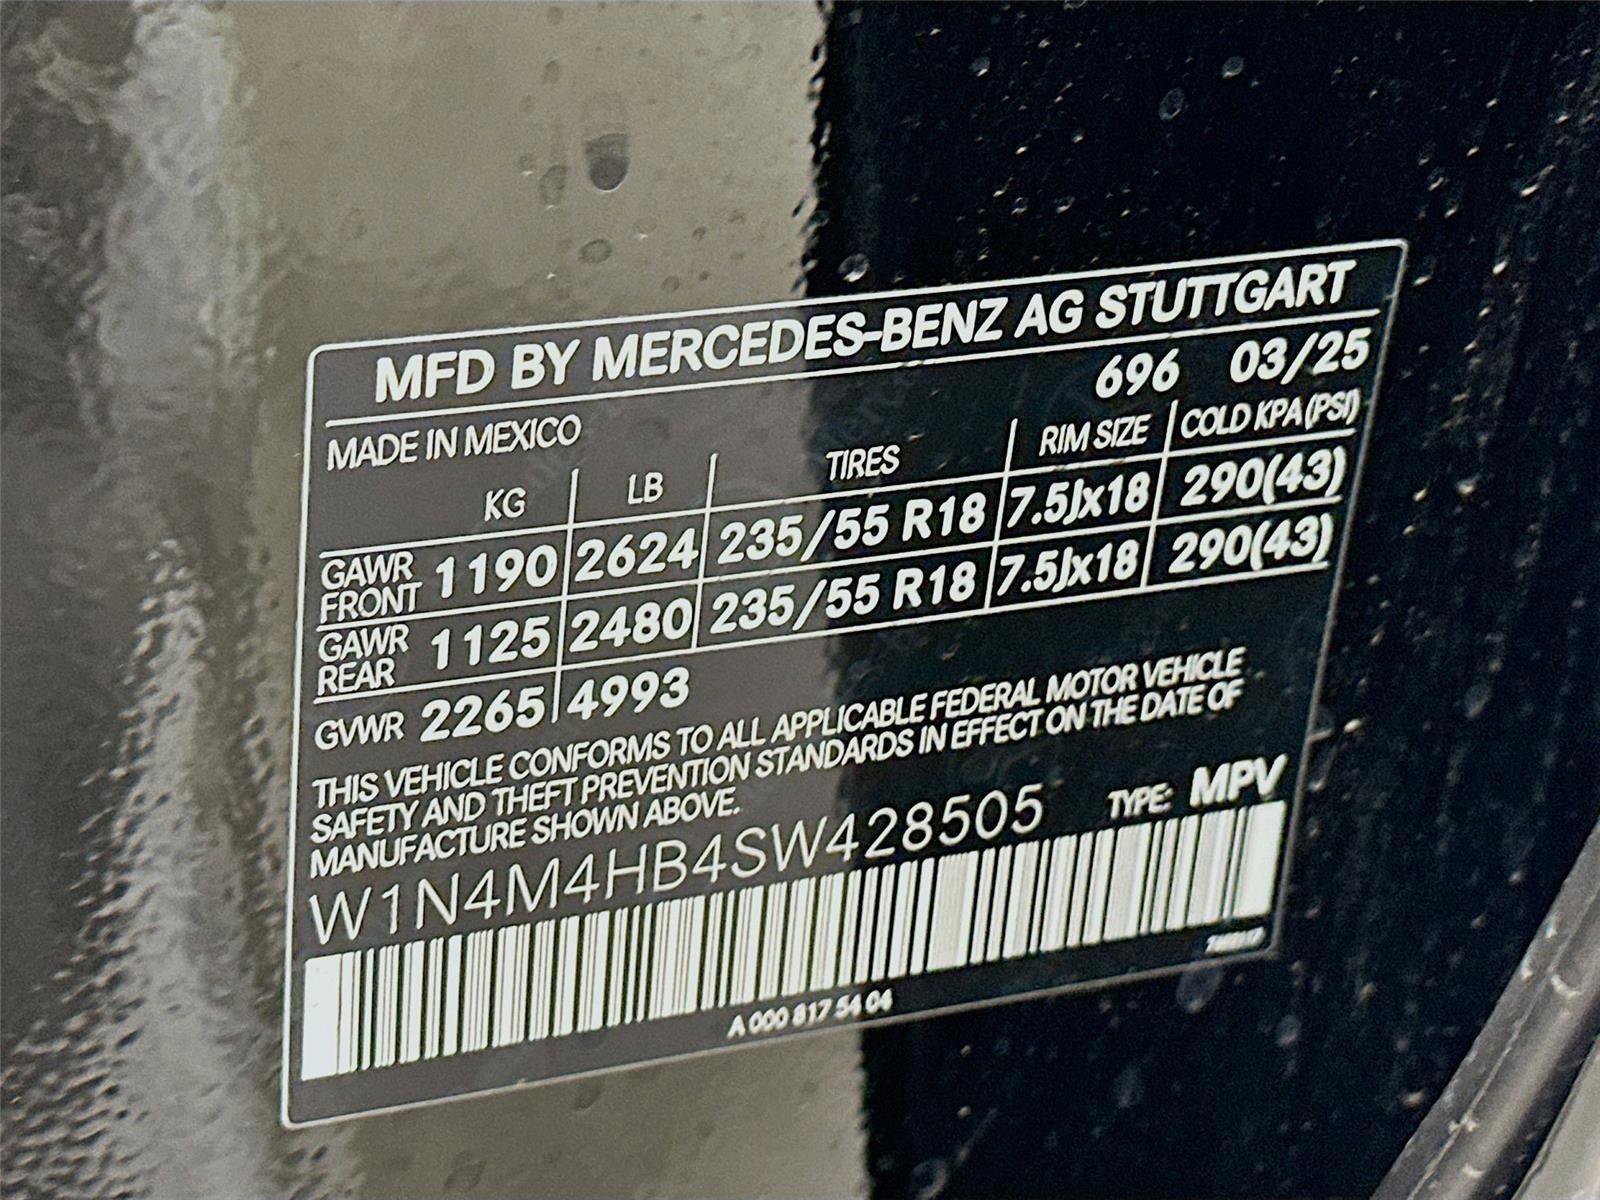 MFD BY MERCEDES-BENZ AG STUTTGART
696 03/25
MADE IN MEXICO
KG LB TIRES RIM SIZE COLD KPA (PSI)
GAWR FRONT 1190 2624 235/55 R18 7.5Jx18 290(43)
GAWR REAR 1125 2480 235/55 R18 7.5Jx18 290(43)
GVWR 2265 4993
THIS VEHICLE CONFORMS TO ALL APPLICABLE FEDERAL MOTOR VEHICLE
SAFETY AND THEFT PREVENTION STANDARDS IN EFFECT ON THE DATE OF
MANUFACTURE SHOWN ABOVE.
W1N4M4HB4SW428505 TYPE: MPV
A 000 817 54 04